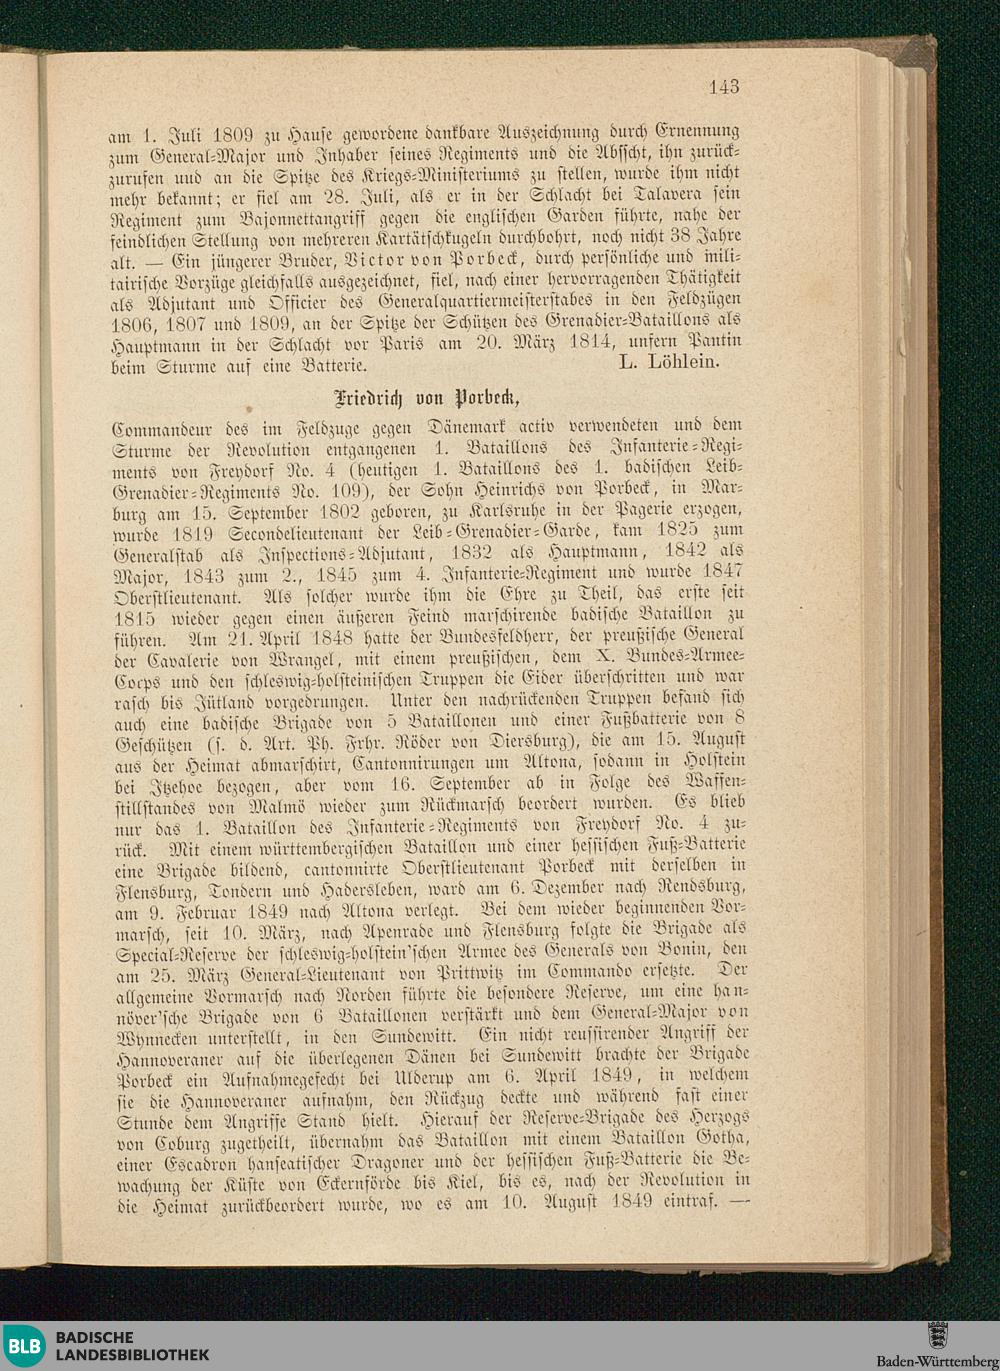 143
am 1. Juli 1809 zu Hause gewordene dankbare Auszeichnung durch Ernennung
zum General-Major und Inhaber seines Regiments und die Absicht, ihn zurück-
zurufen und an die Spitze des Kriegs-Ministeriums zu stellen, wurde ihm nicht
mehr bekannt; er fiel am 28. Juli, als er in der Schlacht bei Talavera sein
Regiment zum Bajonnettangriff gegen die englischen Garden führte, nahe der
feindlichen Stellung von mehreren Kartätschkugeln durchbohrt, noch nicht 38 Jahre
alt. — Ein jüngerer Bruder, Victor von Porbeck, durch persönliche und mili-
tairische Vorzüge gleichfalls ausgezeichnet, fiel, nach einer hervorragenden Thätigkeit
als Adjutant und Officier des Generalquartiermeisterstabes in den Feldzügen
1806, 1807 und 1809, an der Spitze der Schützen des Grenadier-Bataillons als
Hauptmann in der Schlacht vor Paris am 20. März 1814, unfern Pantin
beim Sturme auf eine Batterie. L. Löhlein.
Friedrich von Porbeck,
Commandeur des im Feldzuge gegen Dänemark activ verwendeten und dem
Sturme der Revolution entgangenen 1. Bataillons des Infanterie-Regi-
ments von Freydorf No. 4 (heutigen 1. Bataillons des 1. badischen Leib-
Grenadier-Regiments No. 109), der Sohn Heinrichs von Porbeck, in Mar-
burg am 15. September 1802 geboren, zu Karlsruhe in der Pagerie erzogen,
wurde 1819 Secondelieutenant der Leib-Grenadier-Garde, kam 1825 zum
Generalstab als Inspections-Adjutant, 1832 als Hauptmann, 1842 als
Major, 1843 zum 2., 1845 zum 4. Infanterie-Regiment und wurde 1847
Oberstlieutenant. Als solcher wurde ihm die Ehre zu Theil, das erste seit
1815 wieder gegen einen äußeren Feind marschirende badische Bataillon zu
führen. Am 21. April 1848 hatte der Bundesfeldherr, der preußische General
der Cavalerie von Wrangel, mit einem preußischen, dem X. Bundes-Armee-
Corps und den schleswig-holsteinischen Truppen die Eider überschritten und war
rasch bis Jütland vorgedrungen. Unter den nachrückenden Truppen befand sich
auch eine badische Brigade von 5 Bataillonen und einer Fußbatterie von 8
Geschützen (s. d. Art. Ph. Frhr. Röder von Diersburg), die am 15. August
aus der Heimat abmarschirt, Cantonnirungen um Altona, sodann in Holstein
bei Itzehoe bezogen, aber vom 16. September ab in Folge des Waffen-
stillstandes von Malmö wieder zum Rückmarsch beordert wurden. Es blieb
nur das 1. Bataillon des Infanterie-Regiments von Freydorf No. 4 zu-
rück. Mit einem württembergischen Bataillon und einer hessischen Fuß-Batterie
eine Brigade bildend, cantonnirte Oberstlieutenant Porbeck mit derselben in
Flensburg, Tondern und Hadersleben, ward am 6. Dezember nach Rendsburg,
am 9. Februar 1849 nach Altona verlegt. Bei dem wieder beginnenden Vor-
marsch, seit 10. März, nach Apenrade und Flensburg folgte die Brigade als
Special-Reserve der schleswig-holstein'schen Armee des Generals von Bonin, den
am 25. März General-Lieutenant von Prittwitz im Commando ersetzte. Der
allgemeine Vormarsch nach Norden führte die besondere Reserve, um eine han-
növer'sche Brigade von 6 Bataillonen verstärkt und dem General-Major von
Wynnecken unterstellt, in den Sundewitt. Ein nicht reussirender Angriff der
Hannoveraner auf die überlegenen Dänen bei Sundewitt brachte der Brigade
Porbeck ein Aufnahmegefecht bei Ulderup am 6. April 1849, in welchem
sie die Hannoveraner aufnahm, den Rückzug deckte und während fast einer
Stunde dem Angriffe Stand hielt. Hierauf der Reserve-Brigade des Herzogs
von Coburg zugetheilt, übernahm das Bataillon mit einem Bataillon Gotha,
einer Escadron hanseatischer Dragoner und der hessischen Fuß-Batterie die Be-
wachung der Küste von Eckernförde bis Kiel, bis es, nach der Revolution in
die Heimat zurückbeordert wurde, wo es am 10. August 1849 eintraf. —
BLB BADISCHE
LANDESBIBLIOTHEK
Baden-Württemberg